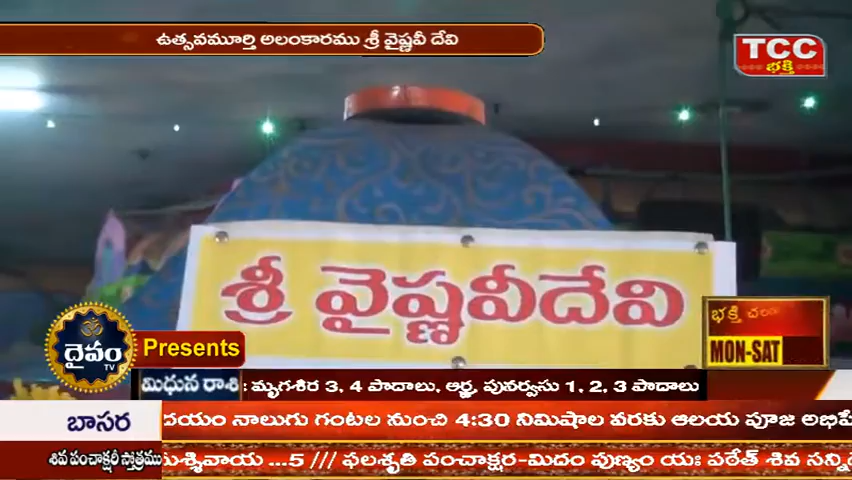 ఉత్సవమూర్తి అలంకారము శ్రీ వైష్ణవీ దేవి
TCC
భక్తి
శ్రీ వైష్ణవీదేవి
భక్తి
MON-SAT
దైవం
TV
Presents
మిధున రాశి : మృగశిర 3, 4 పాదాలు, ఆర్ద్ర, పునర్వసు 1, 2, 3 పాదాలు
బాసర దయం నాలుగు గంటల నుంచి 4:30 నిమిషాల వరకు ఆలయ పూజ అభిషే
శివ పంచాక్షరీ స్తోత్రము శ్శివాయ ...5 /// ఫలశృతి పంచాక్షర-మిదం పుణ్యం యః పఠేత్ శివ సన్ని